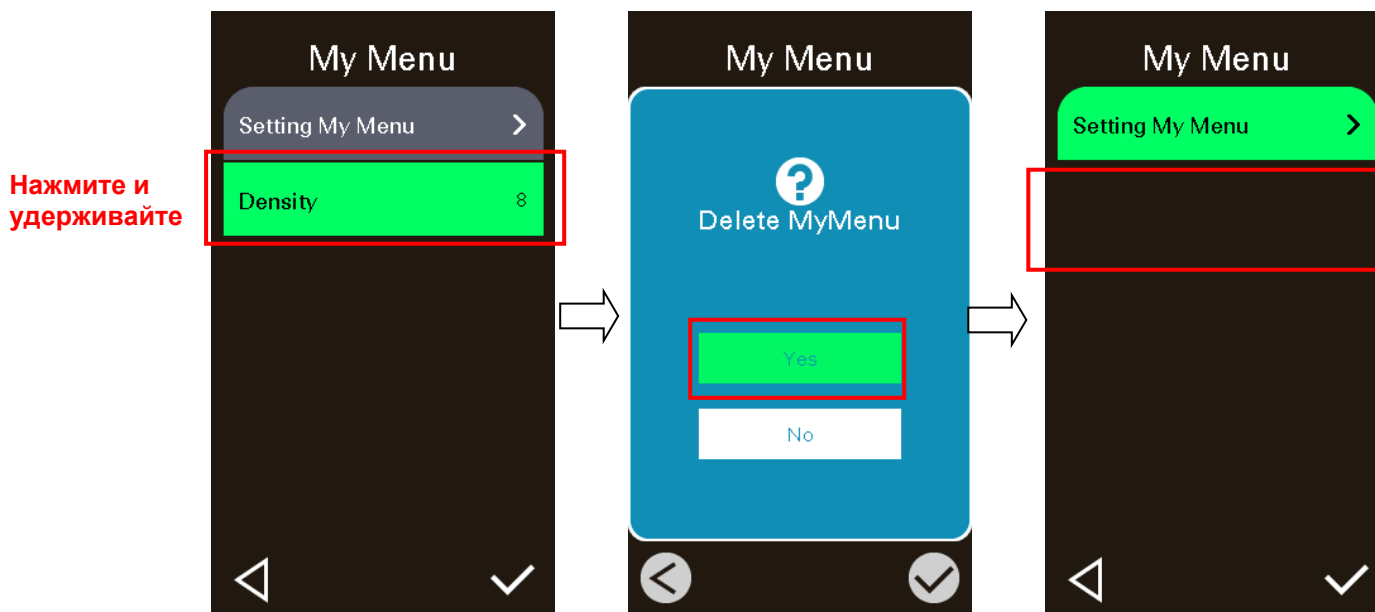 Нажмите и
удерживайте
My Menu
Setting My Menu
Density 8
My Menu
Delete MyMenu
Yes
No
My Menu
Setting My Menu